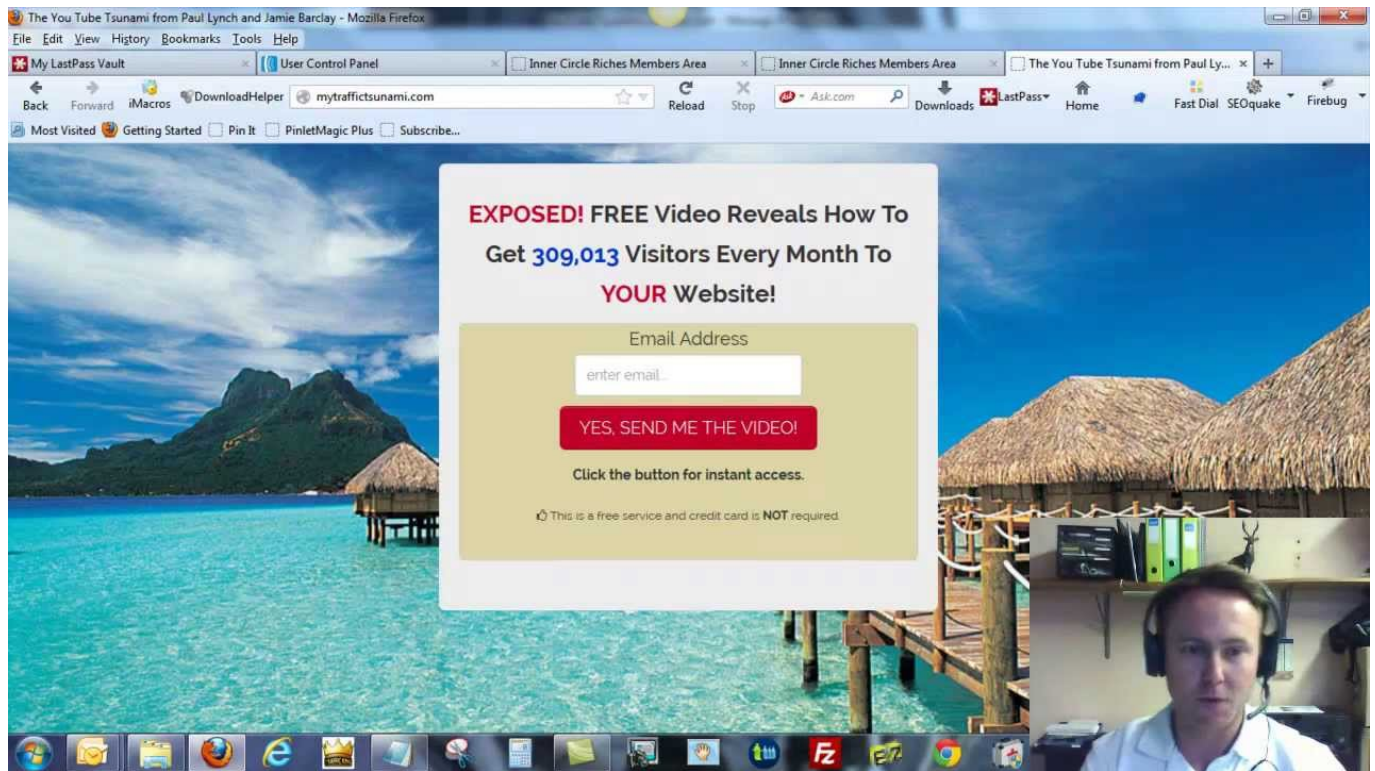 The You Tube Tsunami from Paul Lynch and Jamie Barclay - Mozilla Firefox
File Edit View History Bookmarks Tools Help
My LastPass Vault
User Control Panel
Inner Circle Riches Members Area
Inner Circle Riches Members Area
The You Tube Tsunami from Paul Ly...
Back Forward iMacros DownloadHelper mytraffictsunami.com Reload Stop Ask.com Downloads LastPass Home Fast Dial SEOquake Firebug
Most Visited Getting Started Pin It PinletMagic Plus Subscribe...
EXPOSED! FREE Video Reveals How To
Get 309,013 Visitors Every Month To
YOUR Website!
Email Address
enter email...
YES, SEND ME THE VIDEO!
Click the button for instant access.
This is a free service and credit card is NOT required.